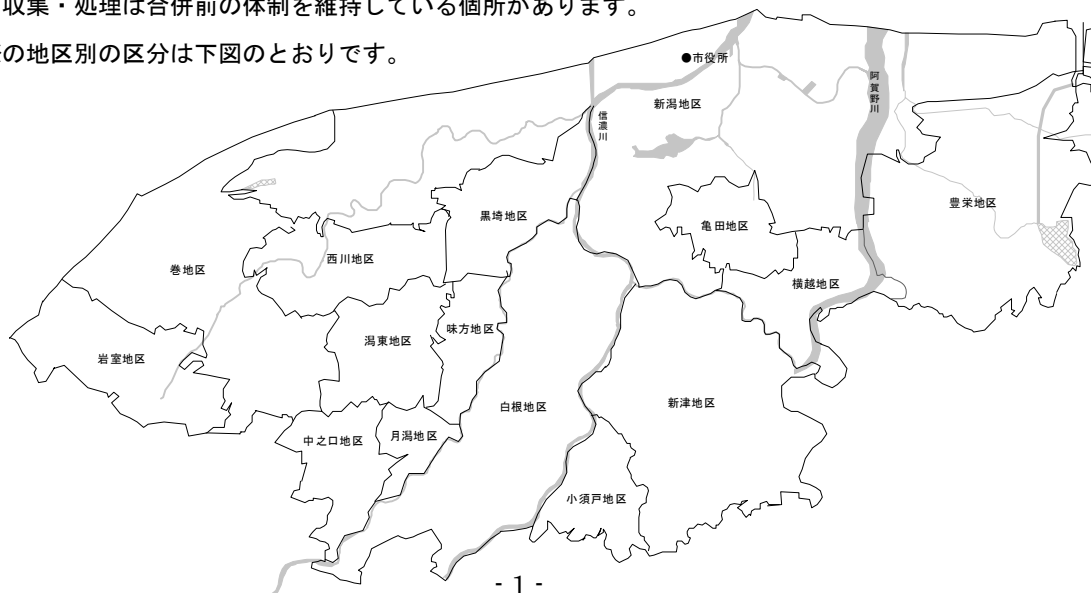 収集・処理は合併前の体制を維持している個所があります。
の地区別の区分は下図のとおりです。
●市役所
阿賀野川
新潟地区
信濃川
豊栄地区
黒埼地区
亀田地区
西川地区
巻地区
横越地区
味方地区
潟東地区
岩室地区
白根地区
新津地区
中之口地区
月潟地区
小須戸地区
- 1 -